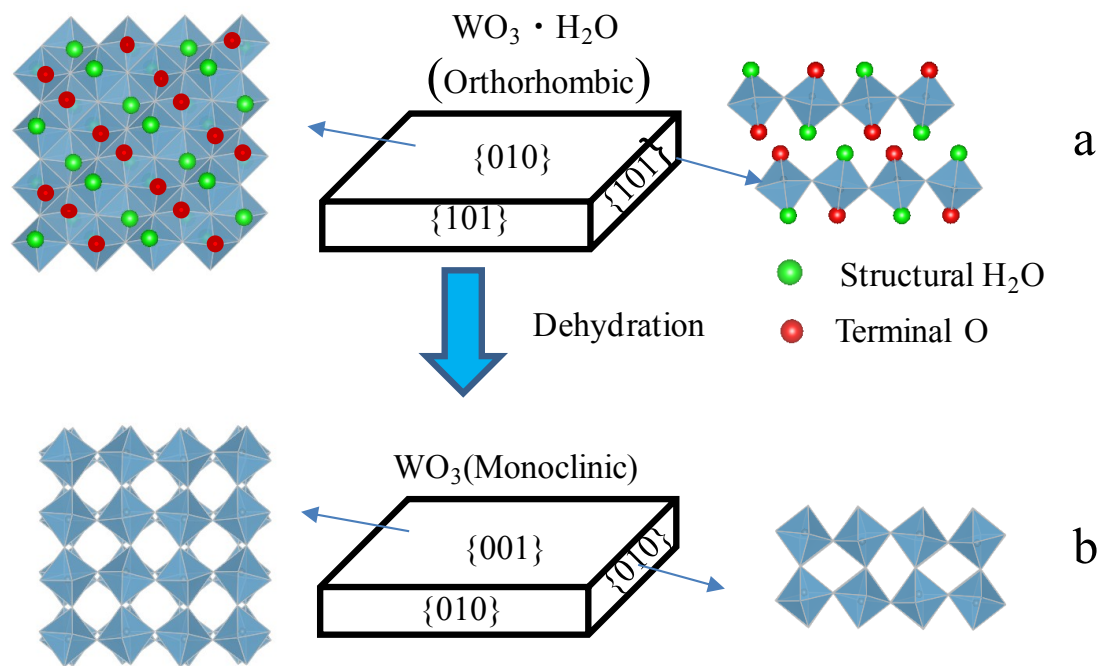 WO₃・H₂O
(Orthorhombic)
{010}
{101}
{101}
a
Structural H₂O
Terminal O
Dehydration
WO₃(Monoclinic)
{001}
{010}
{010}
b